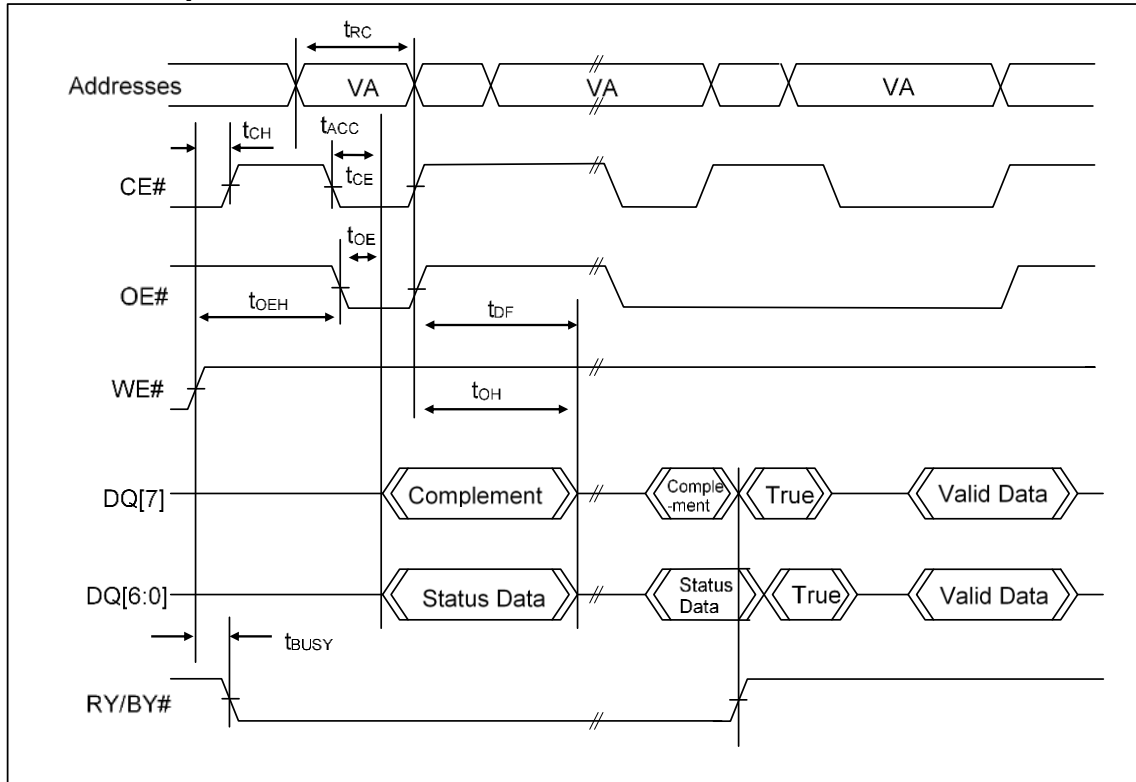 tRC
Addresses VA VA VA
tCH tACC
CE# tCE
tOE
OE#
tOEH tDF
WE#
tOH
DQ[7] Complement Comple True Valid Data
-ment
DQ[6:0] Status Data Status True Valid Data
Data
tBUSY
RY/BY#